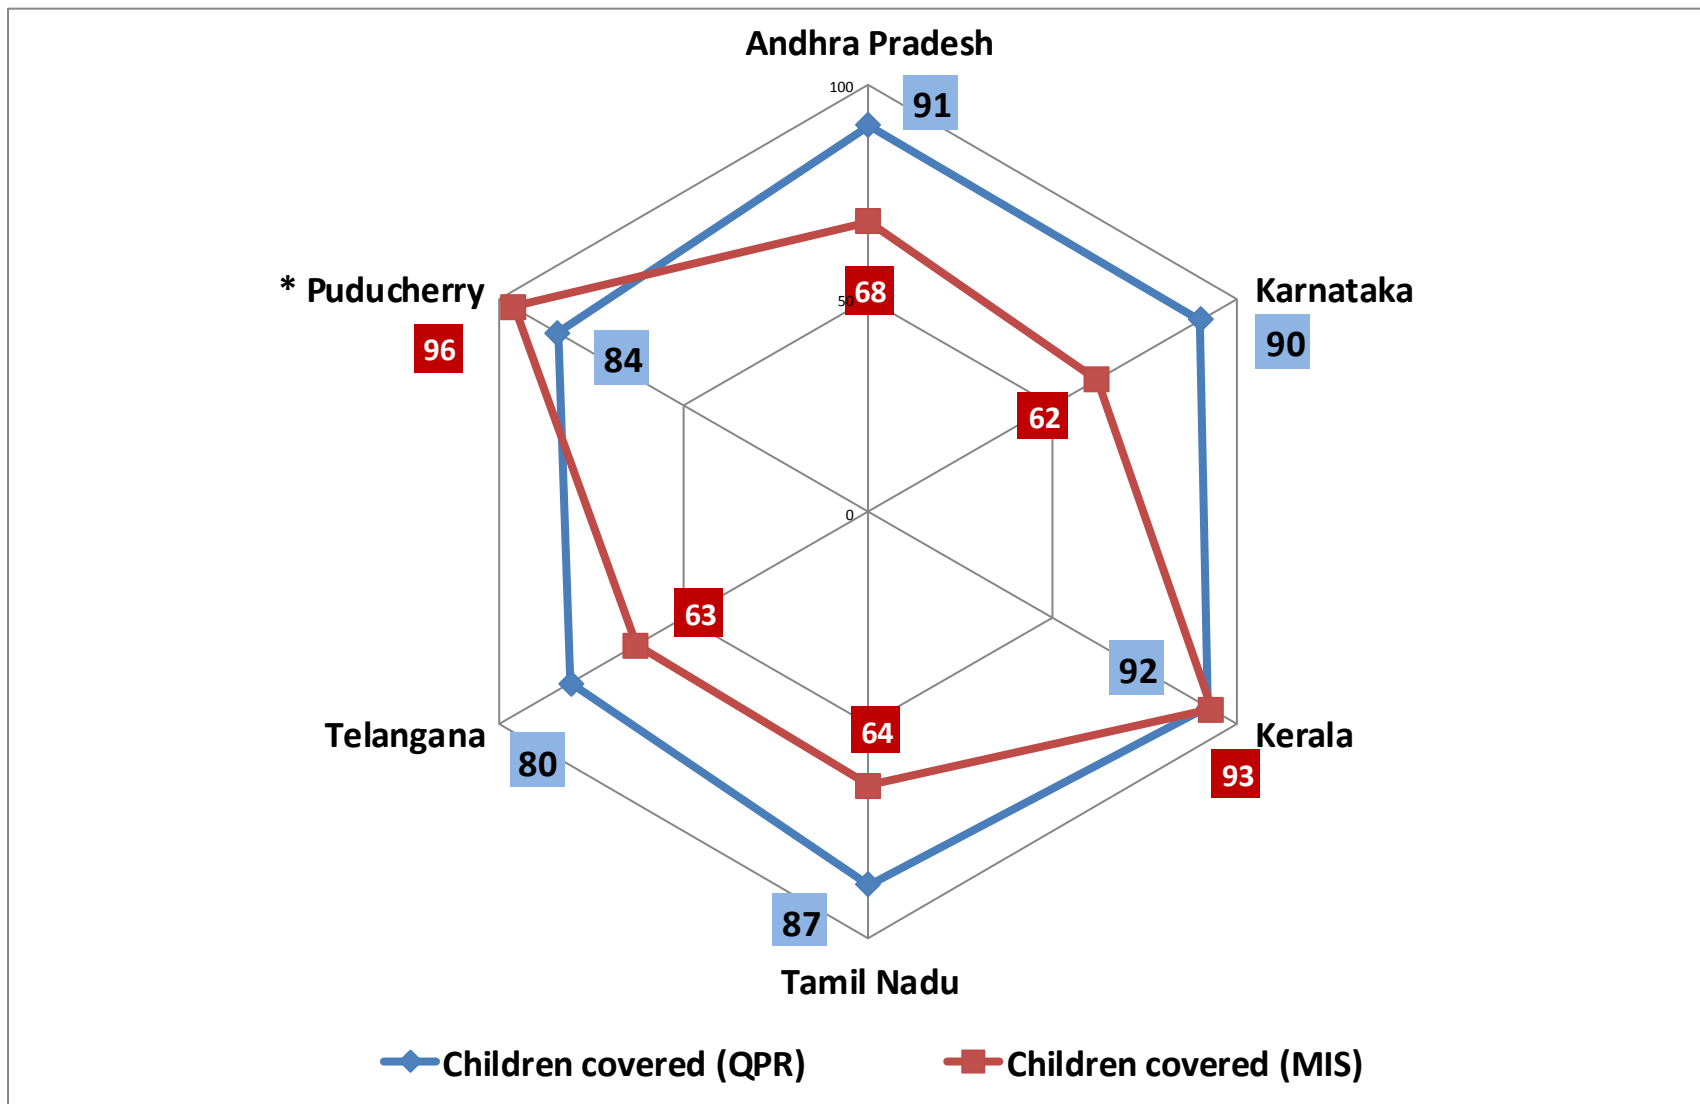 Andhra Pradesh
100
91
* Puducherry
Karnataka
96
84
68
50
90
62
0
63
92
64
Telangana
Kerala
80
93
87
Tamil Nadu
Children covered (QPR)
Children covered (MIS)